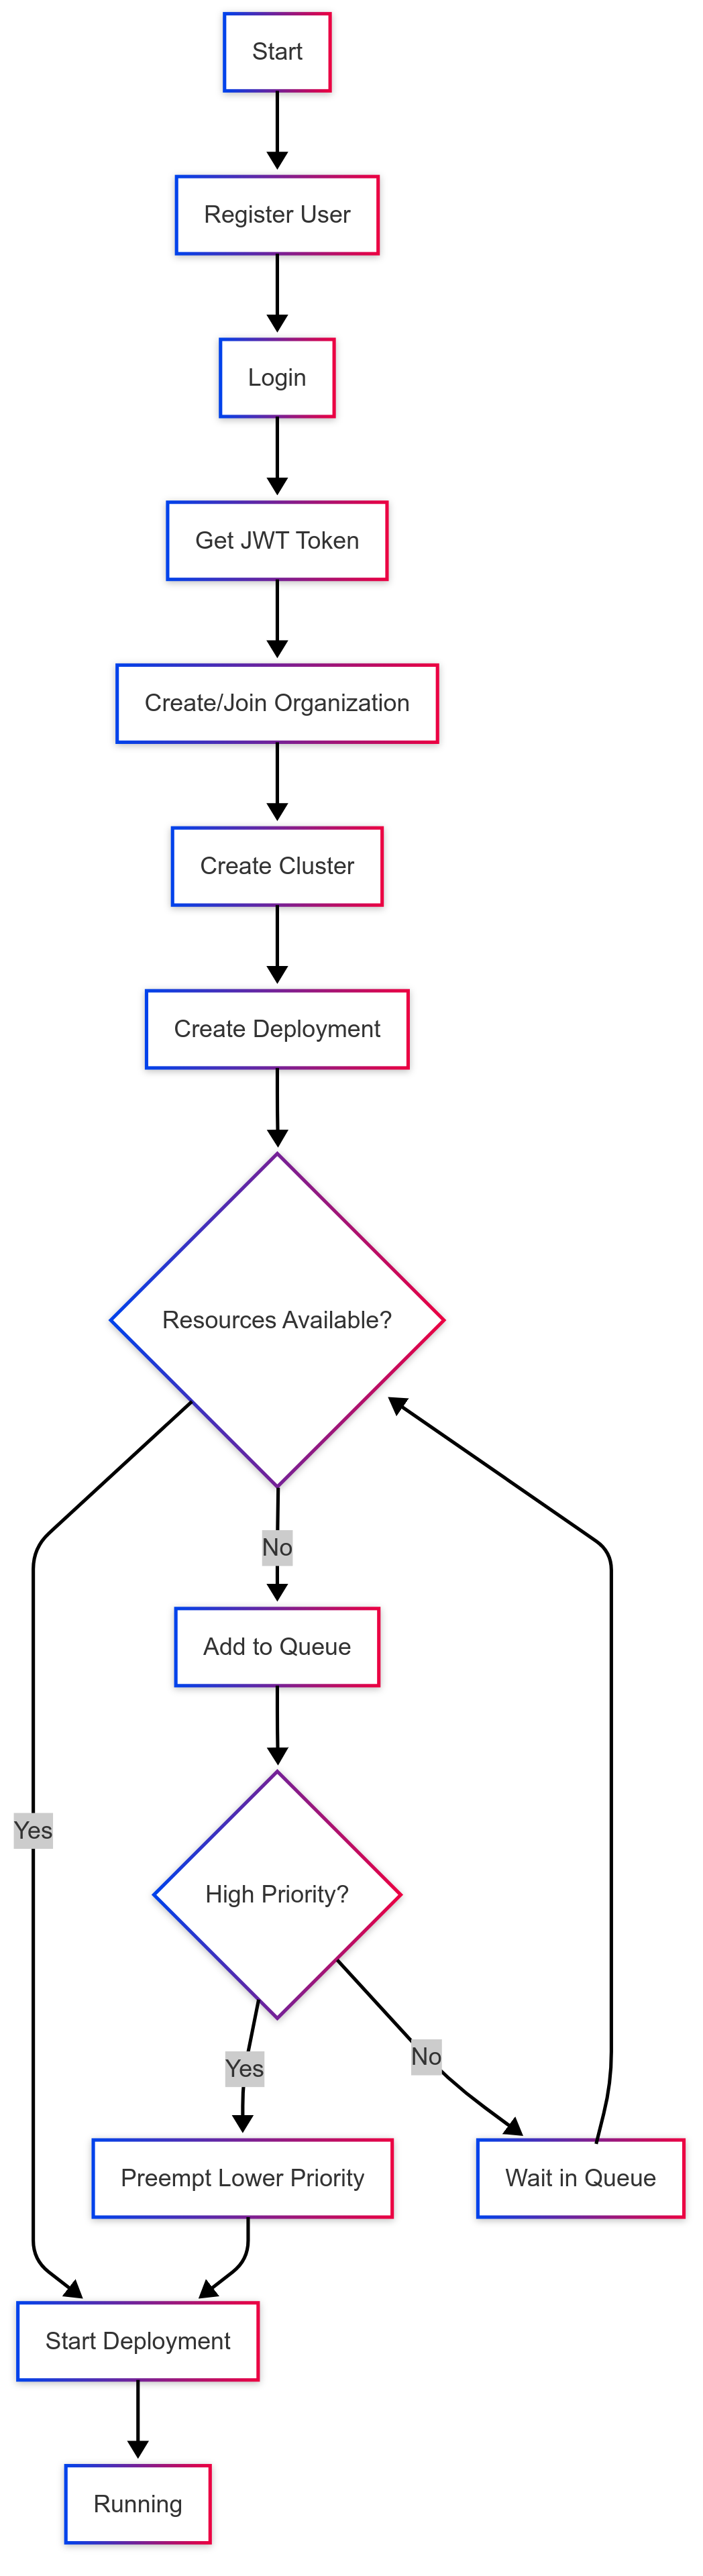 Start
Register User
Login
Get JWT Token
Create/Join Organization
Create Cluster
Create Deployment
Resources Available?
No
Add to Queue
Yes
High Priority?
No
Yes
Preempt Lower Priority
Wait in Queue
Start Deployment
Running